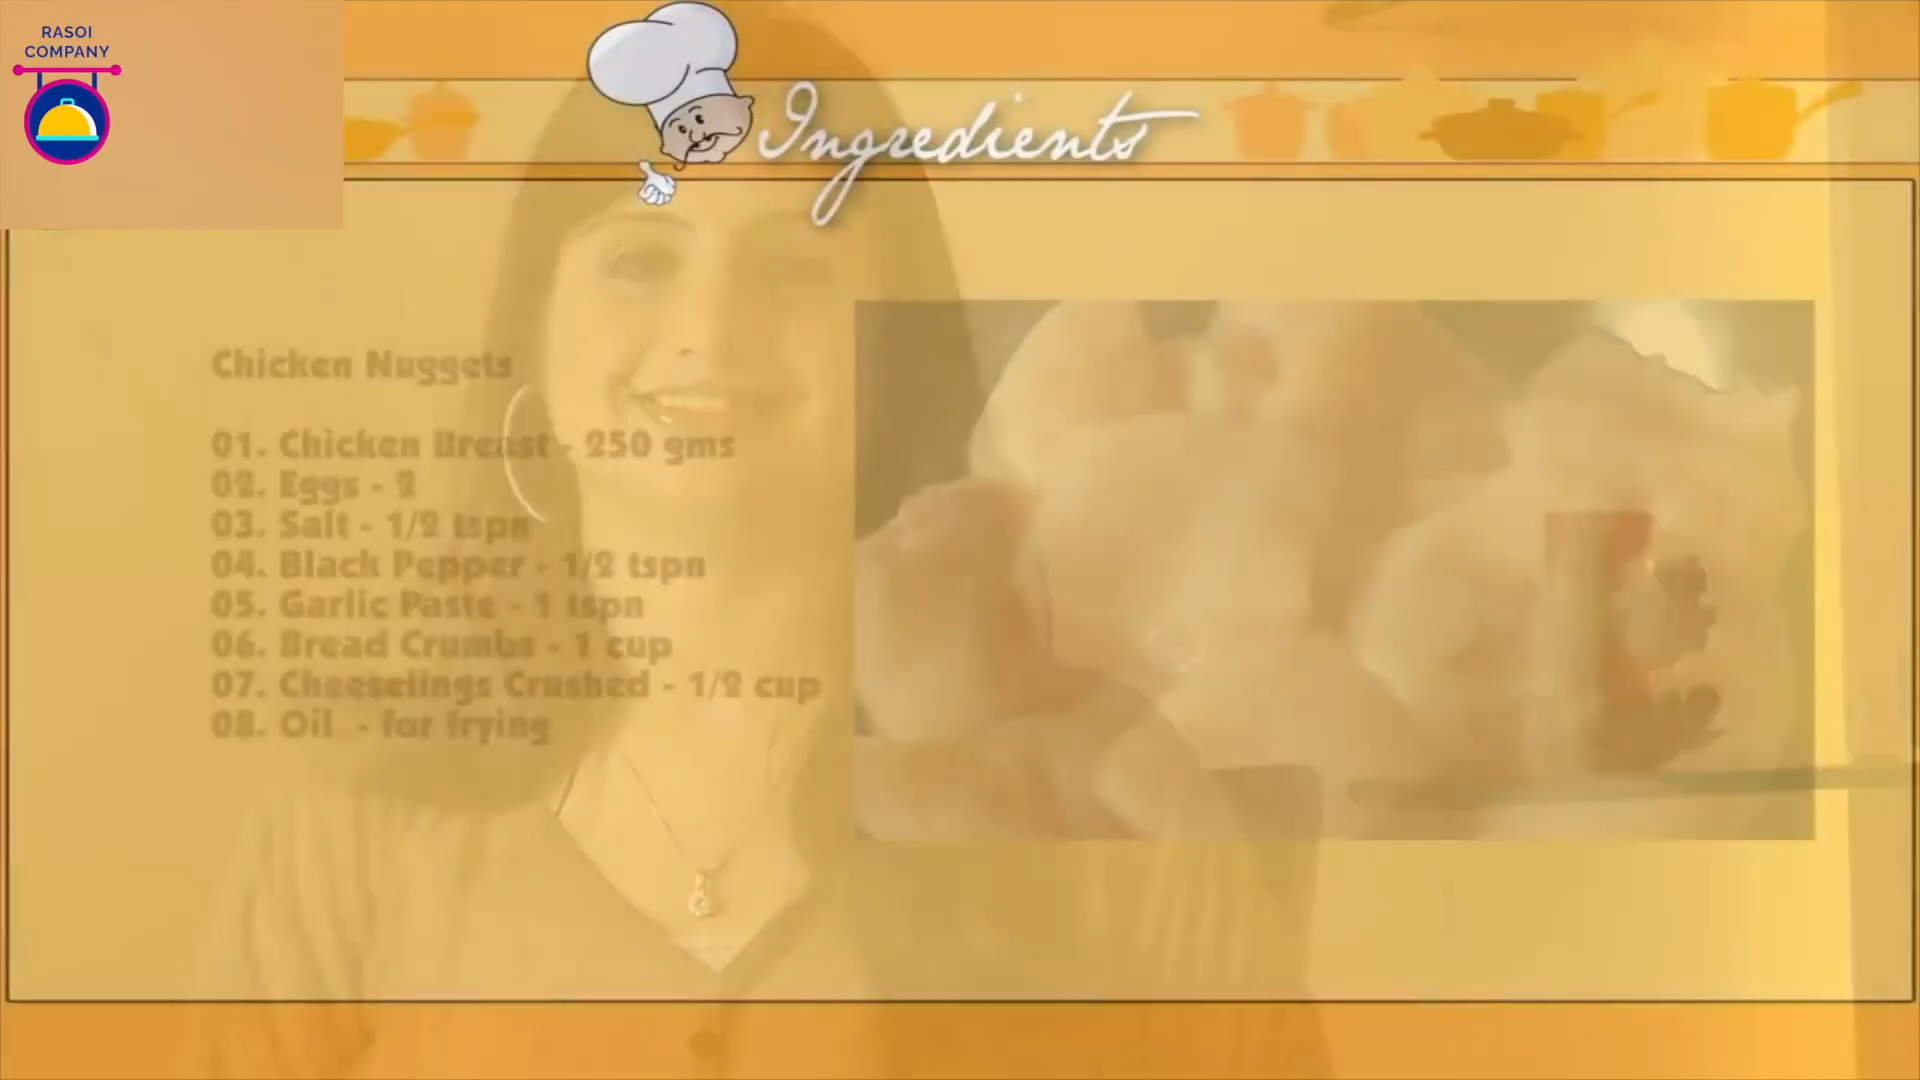 RASOI
COMPANY
Ingredients
Chicken Nuggets
01. Chicken Breast - 250 gms
02. Eggs - 2
03. Salt - 1/2 tspn
04. Black Pepper - 1/2 tspn
05. Garlic Paste - 1 tspn
06. Bread Crumbs - 1 cup
07. Cheeselings Crushed - 1/2 cup
08. Oil - for frying